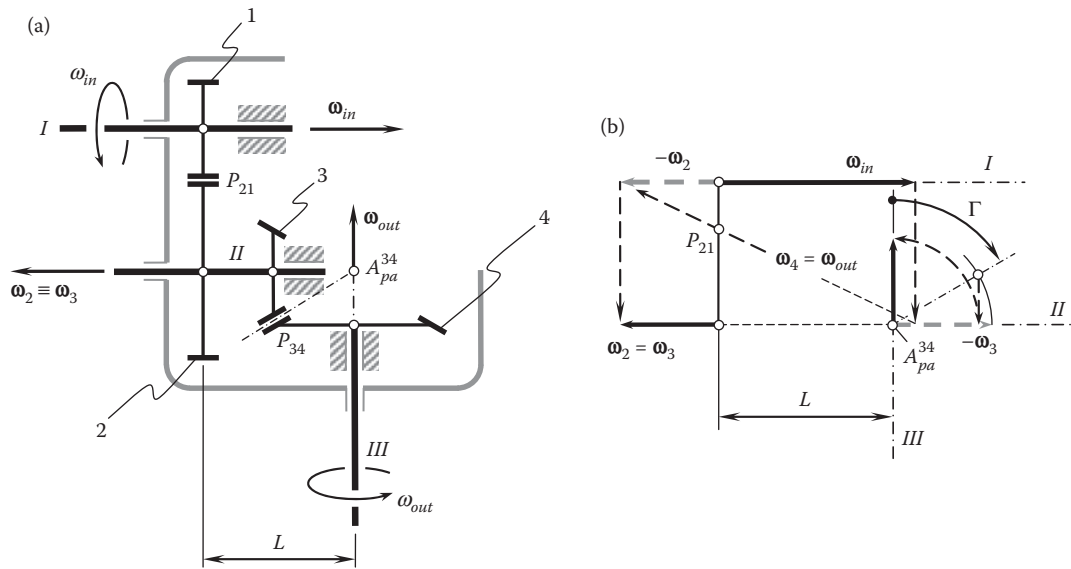 (a)
1
ω_in
I
ω_in
P_21
3
II
ω_out
A_pa^34
4
ω_2 ≡ ω_3
P_34
2
III
ω_out
L
(b)
−ω_2
ω_in
I
Γ
P_21
ω_4 = ω_out
II
ω_2 = ω_3
A_pa^34
−ω_3
L
III